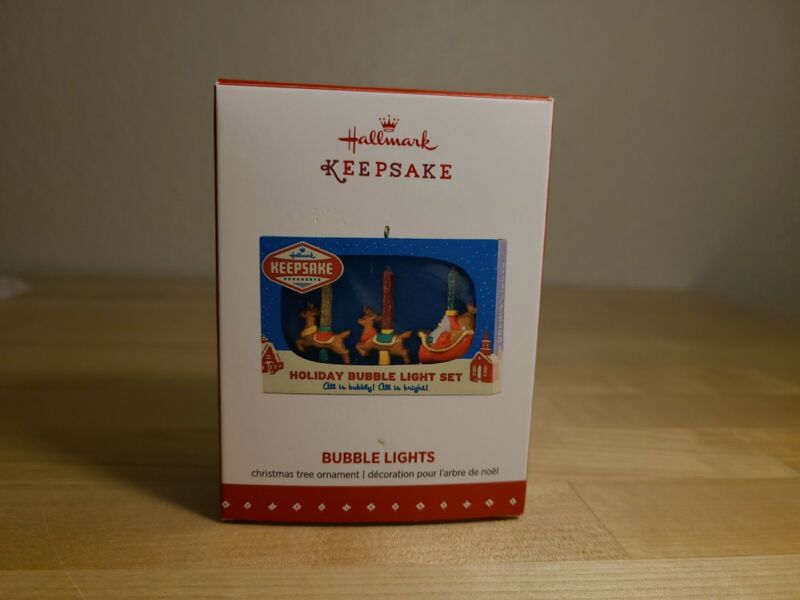 Hallmark
KEEPSAKE
Hallmark
KEEPSAKE
ORNAMENTS
HOLIDAY BUBBLE LIGHT SET
All is bubbly! All is bright!
BUBBLE LIGHTS
christmas tree ornament | décoration pour l'arbre de noël